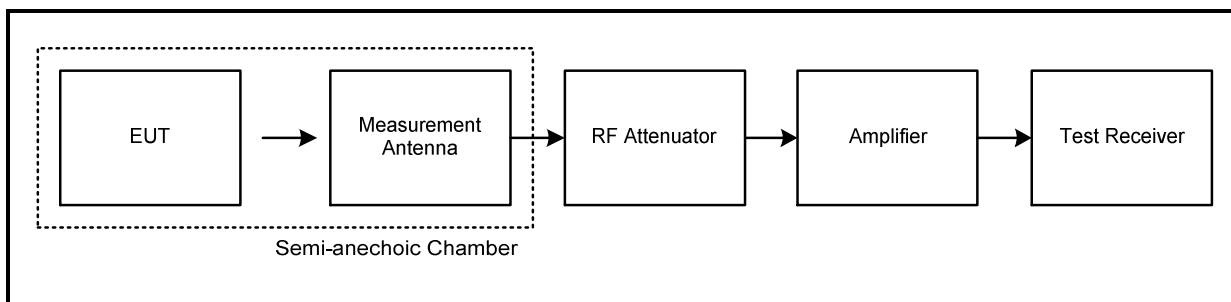 EUT
Measurement
Antenna
RF Attenuator
Amplifier
Test Receiver
Semi-anechoic Chamber